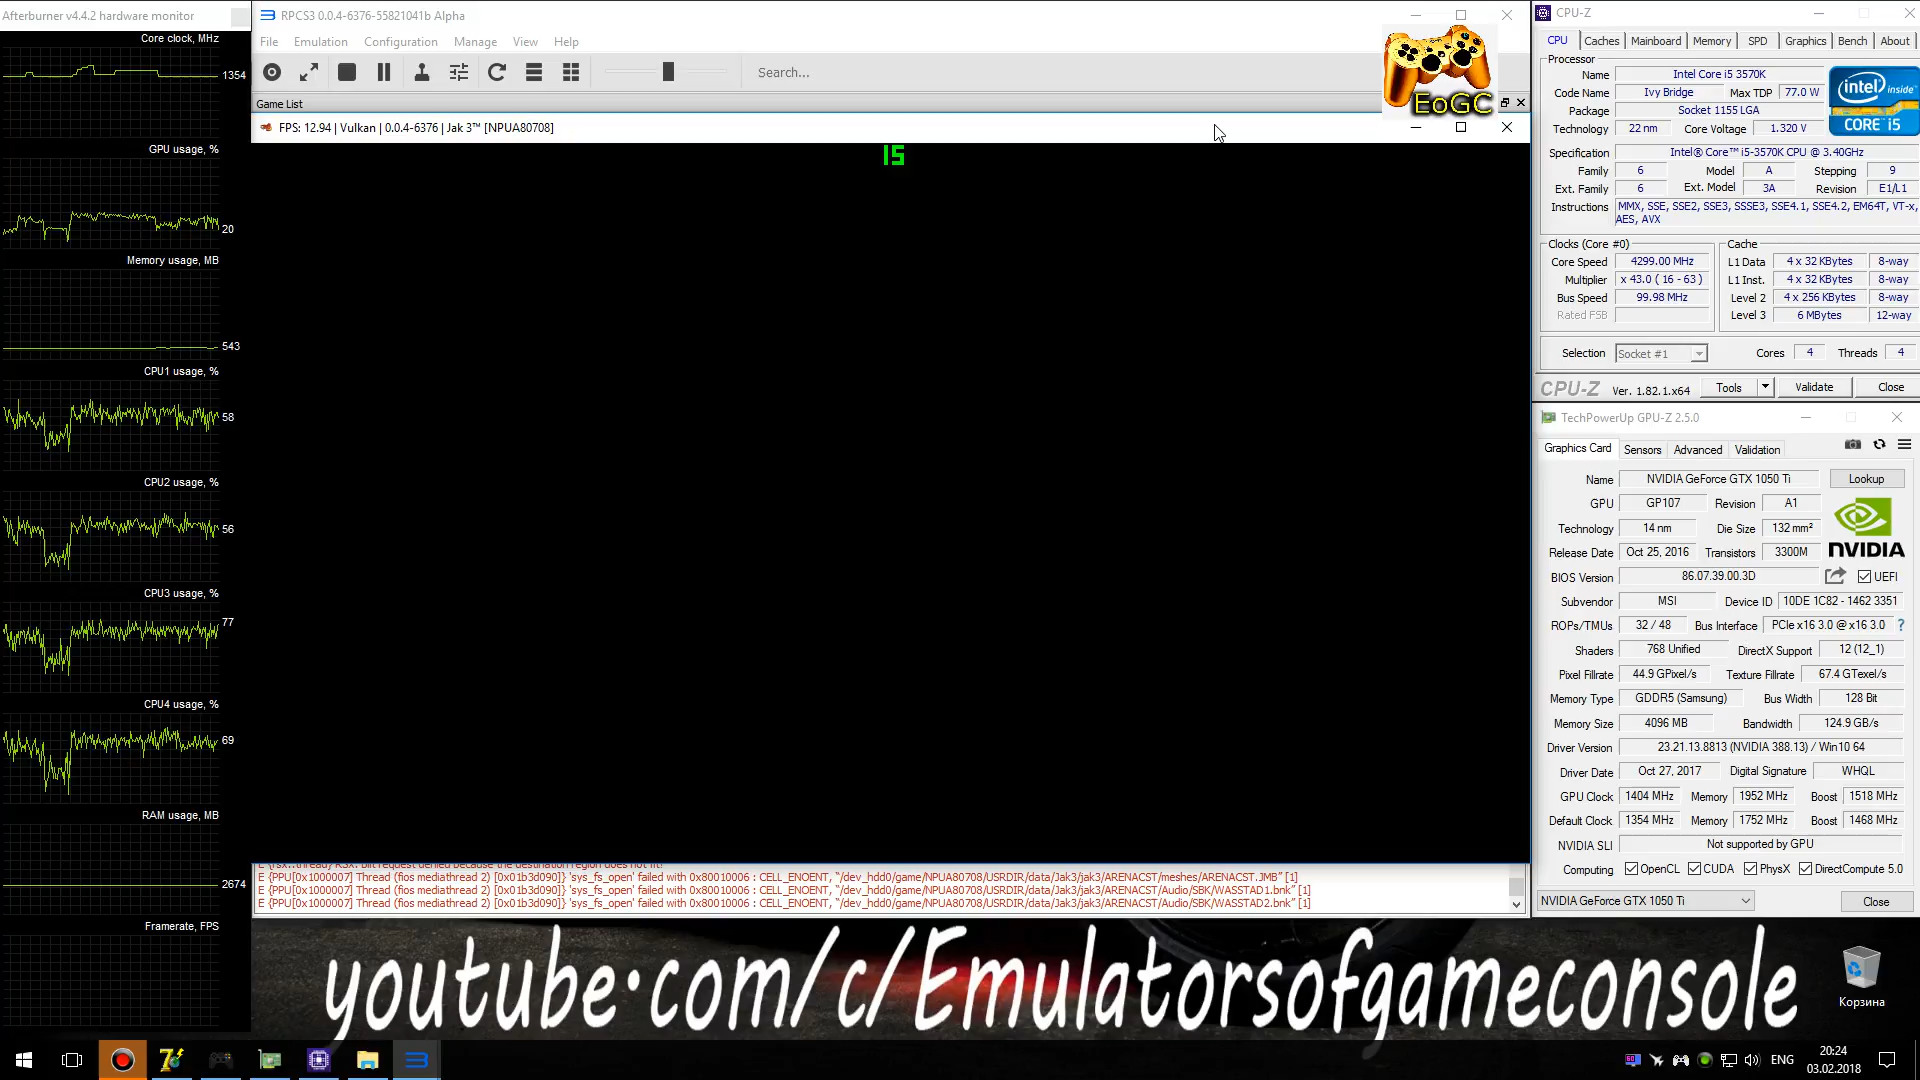 Afterburner v4.4.2 hardware monitor
Core clock, MHz
1354
GPU usage, %
20
Memory usage, MB
543
CPU1 usage, %
58
CPU2 usage, %
56
CPU3 usage, %
77
CPU4 usage, %
69
RAM usage, MB
2674
Framerate, FPS
RPCS3 0.0.4-6376-55821041b Alpha
File Emulation Configuration Manage View Help
Search...
EoGC
Game List
FPS: 12.94 | Vulkan | 0.0.4-6376 | Jak 3™ [NPUA80708]
15
E {rsx::thread} RSX: Blit request denied because the destination region does not fit!
E {PPU[0x1000007] Thread (fios mediathread 2) [0x01b3d090]} 'sys_fs_open' failed with 0x80010006 : CELL_ENOENT, “/dev_hdd0/game/NPUA80708/USRDIR/data/Jak3/jak3/ARENACST/meshes/ARENACST.JMB” [1]
E {PPU[0x1000007] Thread (fios mediathread 2) [0x01b3d090]} 'sys_fs_open' failed with 0x80010006 : CELL_ENOENT, “/dev_hdd0/game/NPUA80708/USRDIR/data/Jak3/jak3/ARENACST/Audio/SBK/WASSTAD1.bnk” [1]
E {PPU[0x1000007] Thread (fios mediathread 2) [0x01b3d090]} 'sys_fs_open' failed with 0x80010006 : CELL_ENOENT, “/dev_hdd0/game/NPUA80708/USRDIR/data/Jak3/jak3/ARENACST/Audio/SBK/WASSTAD2.bnk” [1]
CPU-Z
CPU Caches Mainboard Memory SPD Graphics Bench About
Processor
Name Intel Core i5 3570K
Code Name Ivy Bridge Max TDP 77.0 W
Package Socket 1155 LGA
Technology 22 nm Core Voltage 1.320 V
intel inside™
CORE i5
Specification Intel® Core™ i5-3570K CPU @ 3.40GHz
Family 6 Model A Stepping 9
Ext. Family 6 Ext. Model 3A Revision E1/L1
Instructions MMX, SSE, SSE2, SSE3, SSSE3, SSE4.1, SSE4.2, EM64T, VT-x,
AES, AVX
Clocks (Core #0) Cache
Core Speed 4299.00 MHz L1 Data 4 x 32 KBytes 8-way
Multiplier x 43.0 ( 16 - 63 ) L1 Inst. 4 x 32 KBytes 8-way
Bus Speed 99.98 MHz Level 2 4 x 256 KBytes 8-way
Rated FSB Level 3 6 MBytes 12-way
Selection Socket #1 Cores 4 Threads 4
CPU-Z Ver. 1.82.1.x64 Tools Validate Close
TechPowerUp GPU-Z 2.5.0
Graphics Card Sensors Advanced Validation
Name NVIDIA GeForce GTX 1050 Ti Lookup
GPU GP107 Revision A1
Technology 14 nm Die Size 132 mm²
Release Date Oct 25, 2016 Transistors 3300M
NVIDIA
BIOS Version 86.07.39.00.3D UEFI
Subvendor MSI Device ID 10DE 1C82 - 1462 3351
ROPs/TMUs 32 / 48 Bus Interface PCIe x16 3.0 @ x16 3.0 ?
Shaders 768 Unified DirectX Support 12 (12_1)
Pixel Fillrate 44.9 GPixel/s Texture Fillrate 67.4 GTexel/s
Memory Type GDDR5 (Samsung) Bus Width 128 Bit
Memory Size 4096 MB Bandwidth 124.9 GB/s
Driver Version 23.21.13.8813 (NVIDIA 388.13) / Win10 64
Driver Date Oct 27, 2017 Digital Signature WHQL
GPU Clock 1404 MHz Memory 1952 MHz Boost 1518 MHz
Default Clock 1354 MHz Memory 1752 MHz Boost 1468 MHz
NVIDIA SLI Not supported by GPU
Computing OpenCL CUDA PhysX DirectCompute 5.0
NVIDIA GeForce GTX 1050 Ti Close
youtube.com/c/Emulatorsofgameconsole
Корзина
60
ENG
20:24
03.02.2018